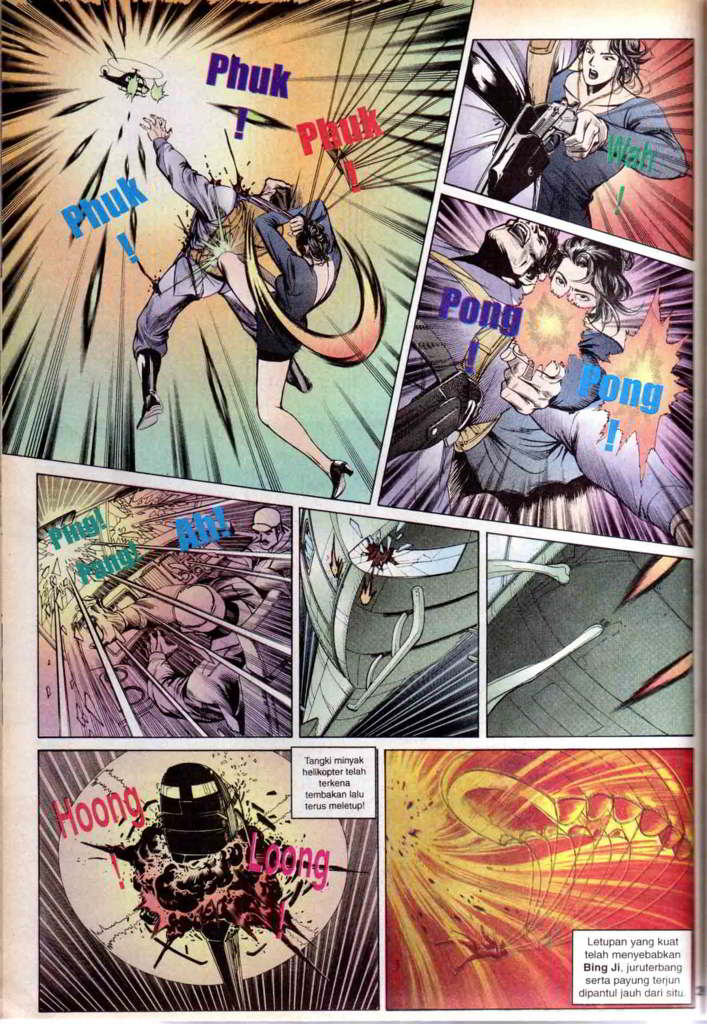 Phuk
!
Phuk
!
Phuk
!
Wah
!
Pong
!
Pong
!
Ping!
Pang!
Ah!
Hoong
!
Loong
!
Tangki minyak
helikopter telah
terkena
tembakan lalu
terus meletup!
Letupan yang kuat
telah menyebabkan
Bing Ji, juruterbang
serta payung terjun
dipantul jauh dari situ.